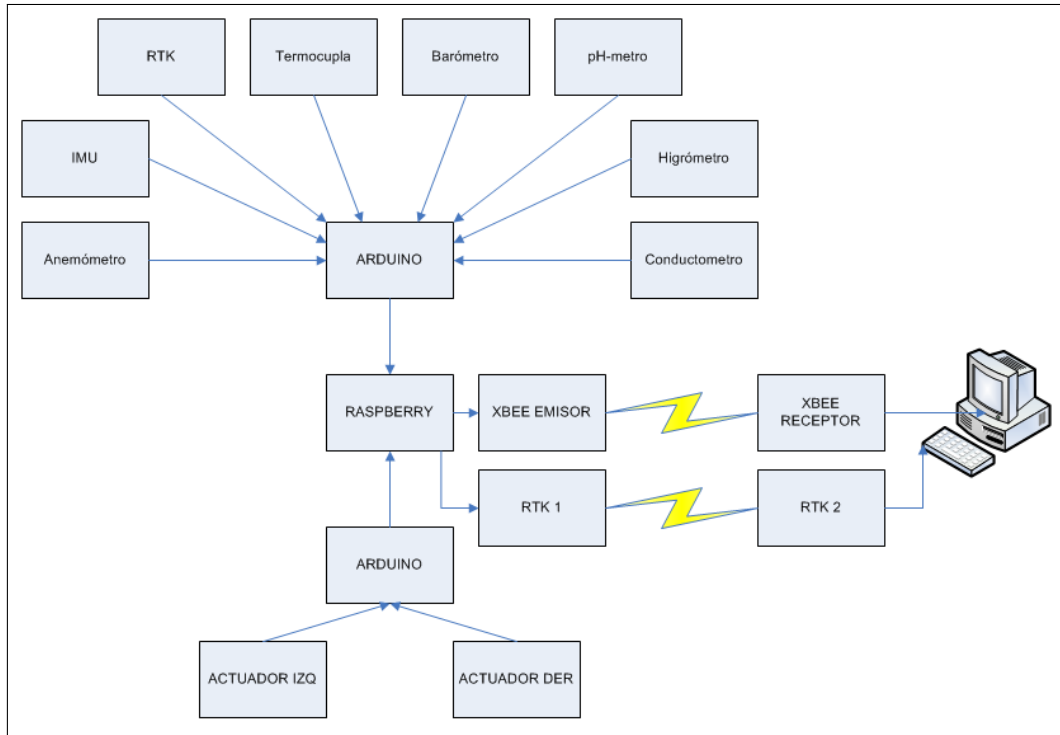 RTK
Termocupla
Barómetro
pH-metro
IMU
Higrómetro
Anemómetro
ARDUINO
Conductometro
RASPBERRY
XBEE EMISOR
XBEE
RECEPTOR
RTK 1
RTK 2
ARDUINO
ACTUADOR IZQ
ACTUADOR DER